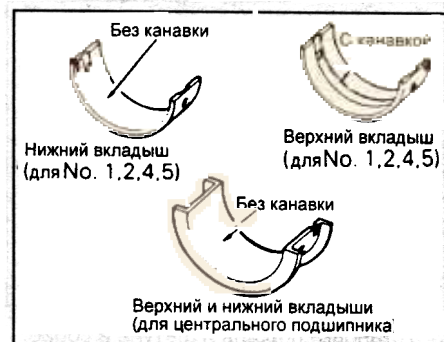 Без канавки
С канавкой
Нижний вкладыш
(для No. 1,2,4,5)
Верхний вкладыш
(для No. 1,2,4,5)
Без канавки
Верхний и нижний вкладыши
(для центрального подшипника)